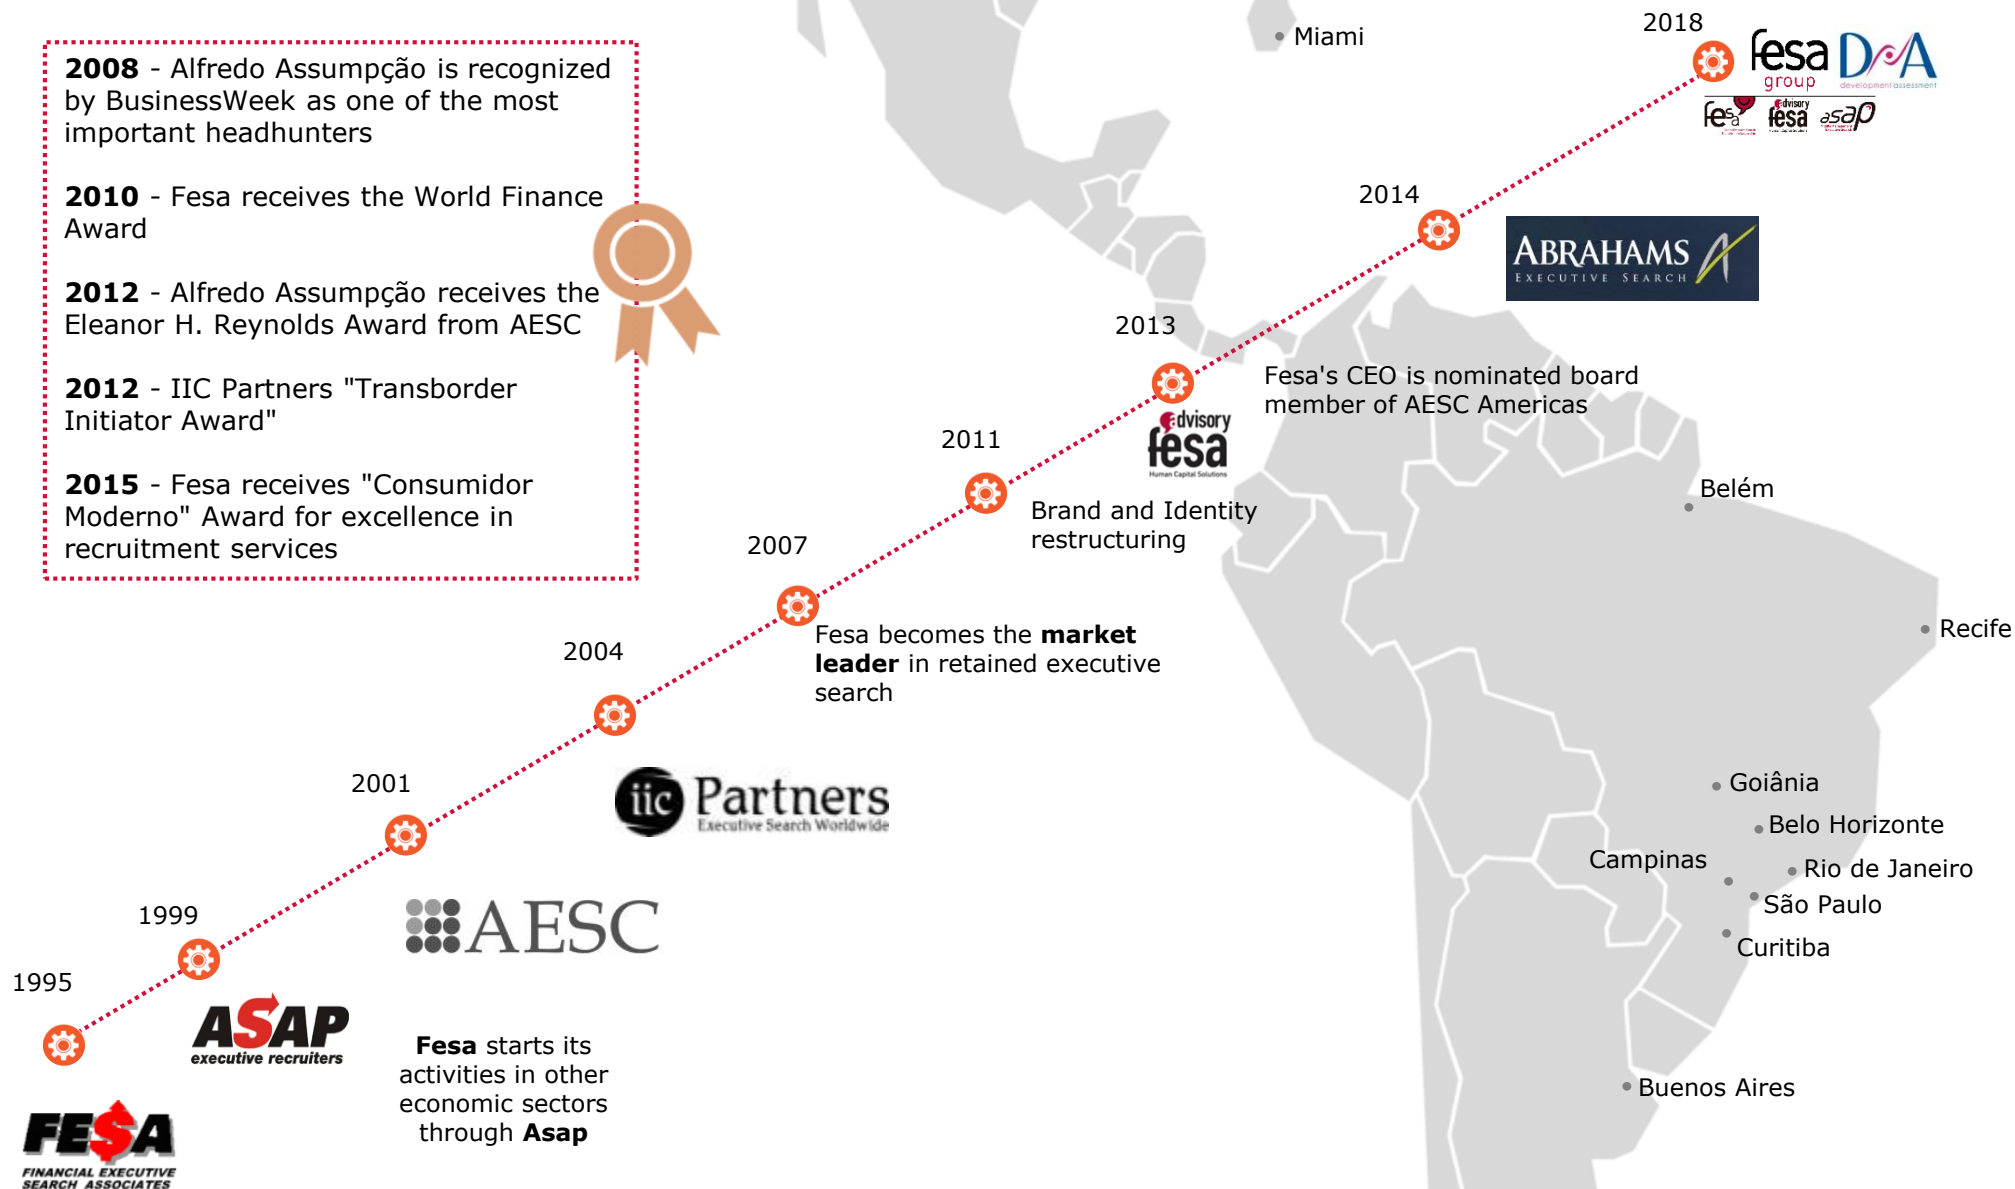 2008 - Alfredo Assumpção is recognized
by BusinessWeek as one of the most
important headhunters
2010 - Fesa receives the World Finance
Award
2012 - Alfredo Assumpção receives the
Eleanor H. Reynolds Award from AESC
2012 - IIC Partners "Transborder
Initiator Award"
2015 - Fesa receives "Consumidor
Moderno" Award for excellence in
recruitment services
1995
FESA
FINANCIAL EXECUTIVE
SEARCH ASSOCIATES
1999
ASAP
executive recruiters
2001
AESC
Fesa starts its
activities in other
economic sectors
through Asap
2004
iic Partners
Executive Search Worldwide
2007
Fesa becomes the market
leader in retained executive
search
2011
Brand and Identity
restructuring
2013
advisory
fesa
Human Capital Solutions
Fesa's CEO is nominated board
member of AESC Americas
2014
ABRAHAMS
EXECUTIVE SEARCH
2018
fesa
group
D&A
development assessment
fesa
advisory
fesa
Human Capital Solutions
asap
Miami
Belém
Recife
Goiânia
Belo Horizonte
Campinas
Rio de Janeiro
São Paulo
Curitiba
Buenos Aires